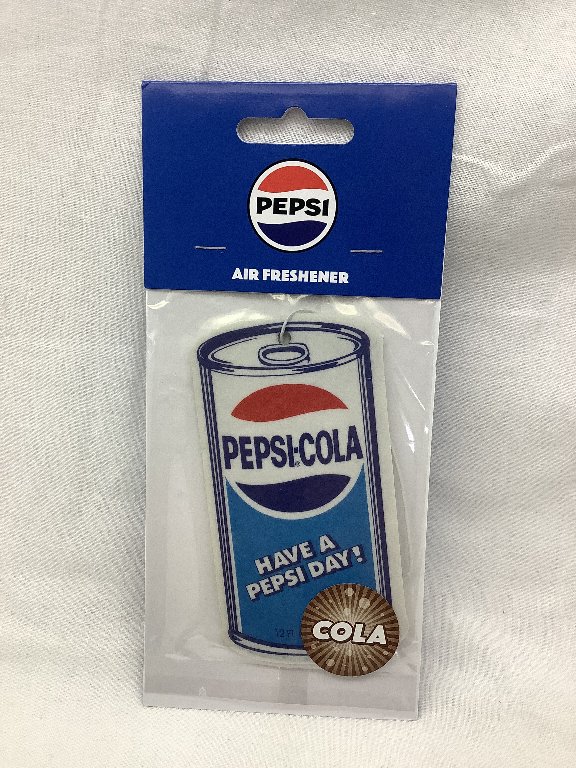 PEPSI
AIR FRESHENER
PEPSI-COLA
HAVE A
PEPSI DAY!
COLA